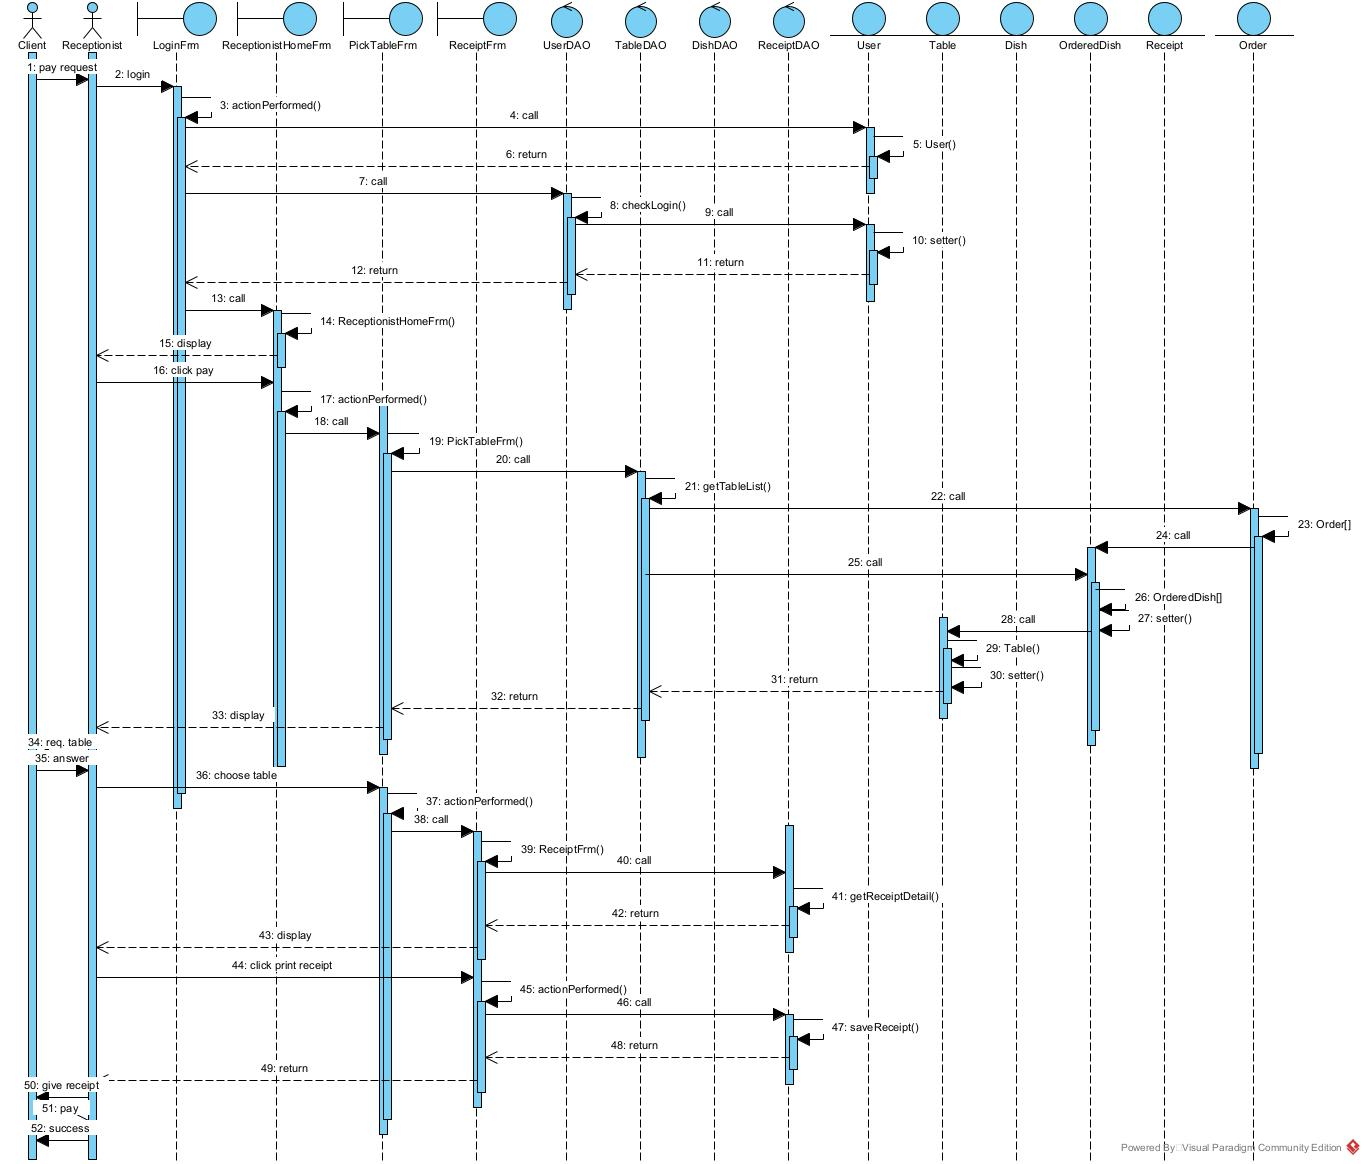 Client
Receptionist
LoginFrm
ReceptionistHomeFrm
PickTableFrm
ReceiptFrm
UserDAO
TableDAO
DishDAO
ReceiptDAO
User
Table
Dish
OrderedDish
Receipt
Order
1: pay request
2: login
3: actionPerformed()
4: call
5: User()
6: return
7: call
8: checkLogin()
9: call
10: setter()
11: return
12: return
13: call
14: ReceptionistHomeFrm()
15: display
16: click pay
17: actionPerformed()
18: call
19: PickTableFrm()
20: call
21: getTableList()
22: call
23: Order[]
24: call
25: call
26: OrderedDish[]
27: setter()
28: call
29: Table()
30: setter()
31: return
32: return
33: display
34: req. table
35: answer
36: choose table
37: actionPerformed()
38: call
39: ReceiptFrm()
40: call
41: getReceiptDetail()
42: return
43: display
44: click print receipt
45: actionPerformed()
46: call
47: saveReceipt()
48: return
49: return
50: give receipt
51: pay
52: success
Powered By Visual Paradigm Community Edition